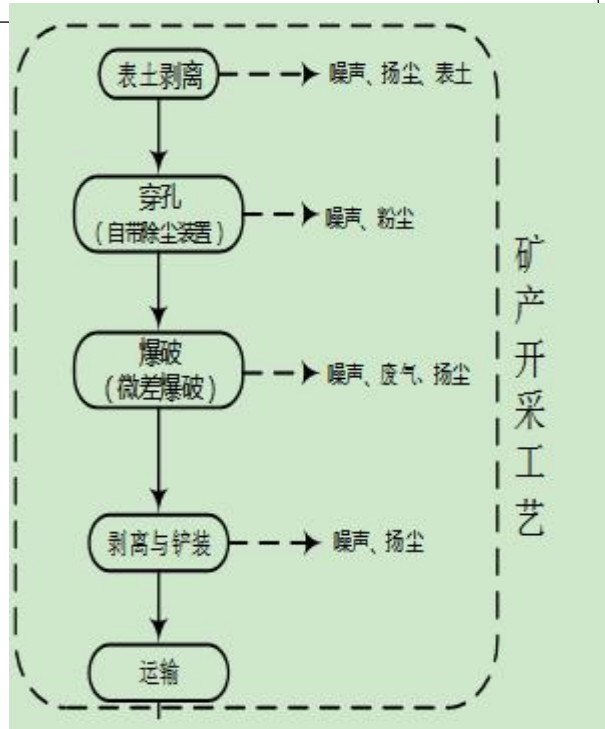 表土剥离
噪声、扬尘、表土
穿孔
（自带除尘装置）
噪声、粉尘
爆破
（微差爆破）
噪声、废气、扬尘
剥离与铲装
噪声、扬尘
运输
矿产开采工艺